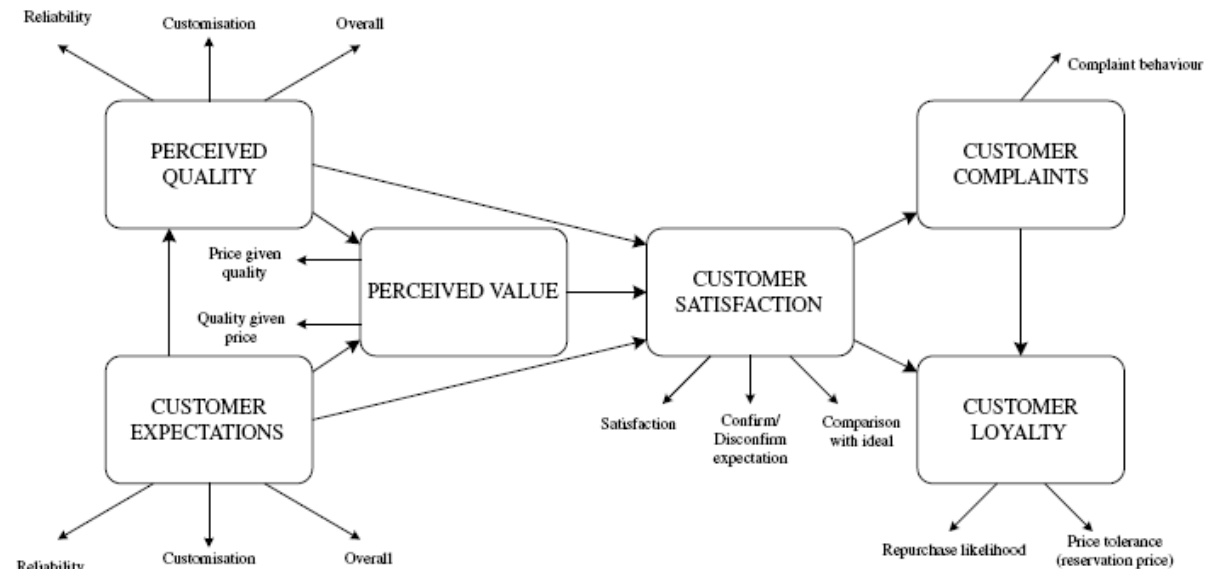 Reliability
Customisation
Overall
Complaint behaviour
PERCEIVED
QUALITY
CUSTOMER
COMPLAINTS
Price given
quality
PERCEIVED VALUE
Quality given
price
CUSTOMER
SATISFACTION
CUSTOMER
EXPECTATIONS
Satisfaction
Confirm/
Disconfirm
expectation
Comparison
with ideal
CUSTOMER
LOYALTY
Reliability
Customisation
Overall
Repurchase likelihood
Price tolerance
(reservation price)